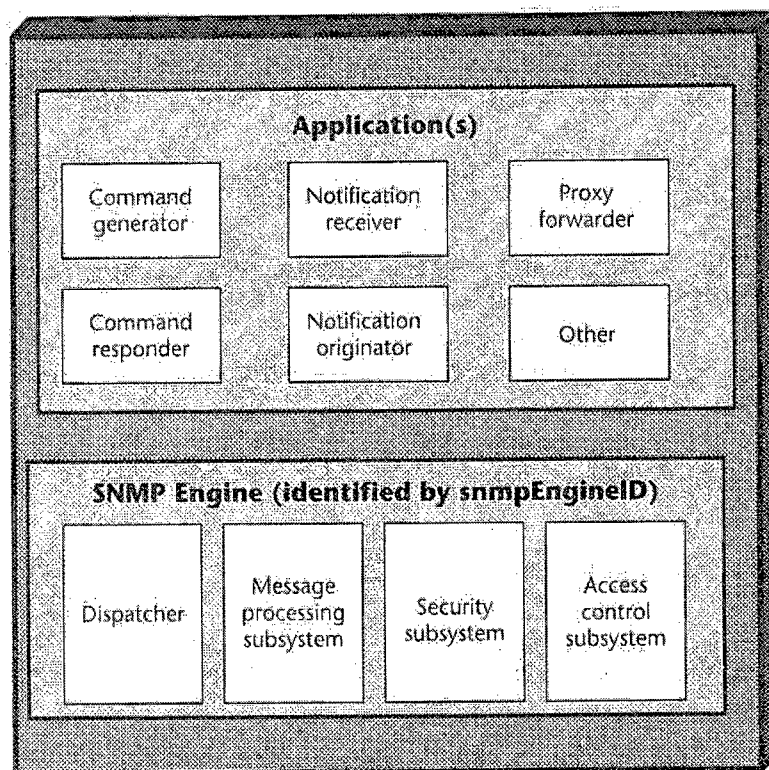 Application(s)
Command
generator
Notification
receiver
Proxy
forwarder
Command
responder
Notification
originator
Other
SNMP Engine (identified by snmpEngineID)
Dispatcher
Message
processing
subsystem
Security
subsystem
Access
control
subsystem